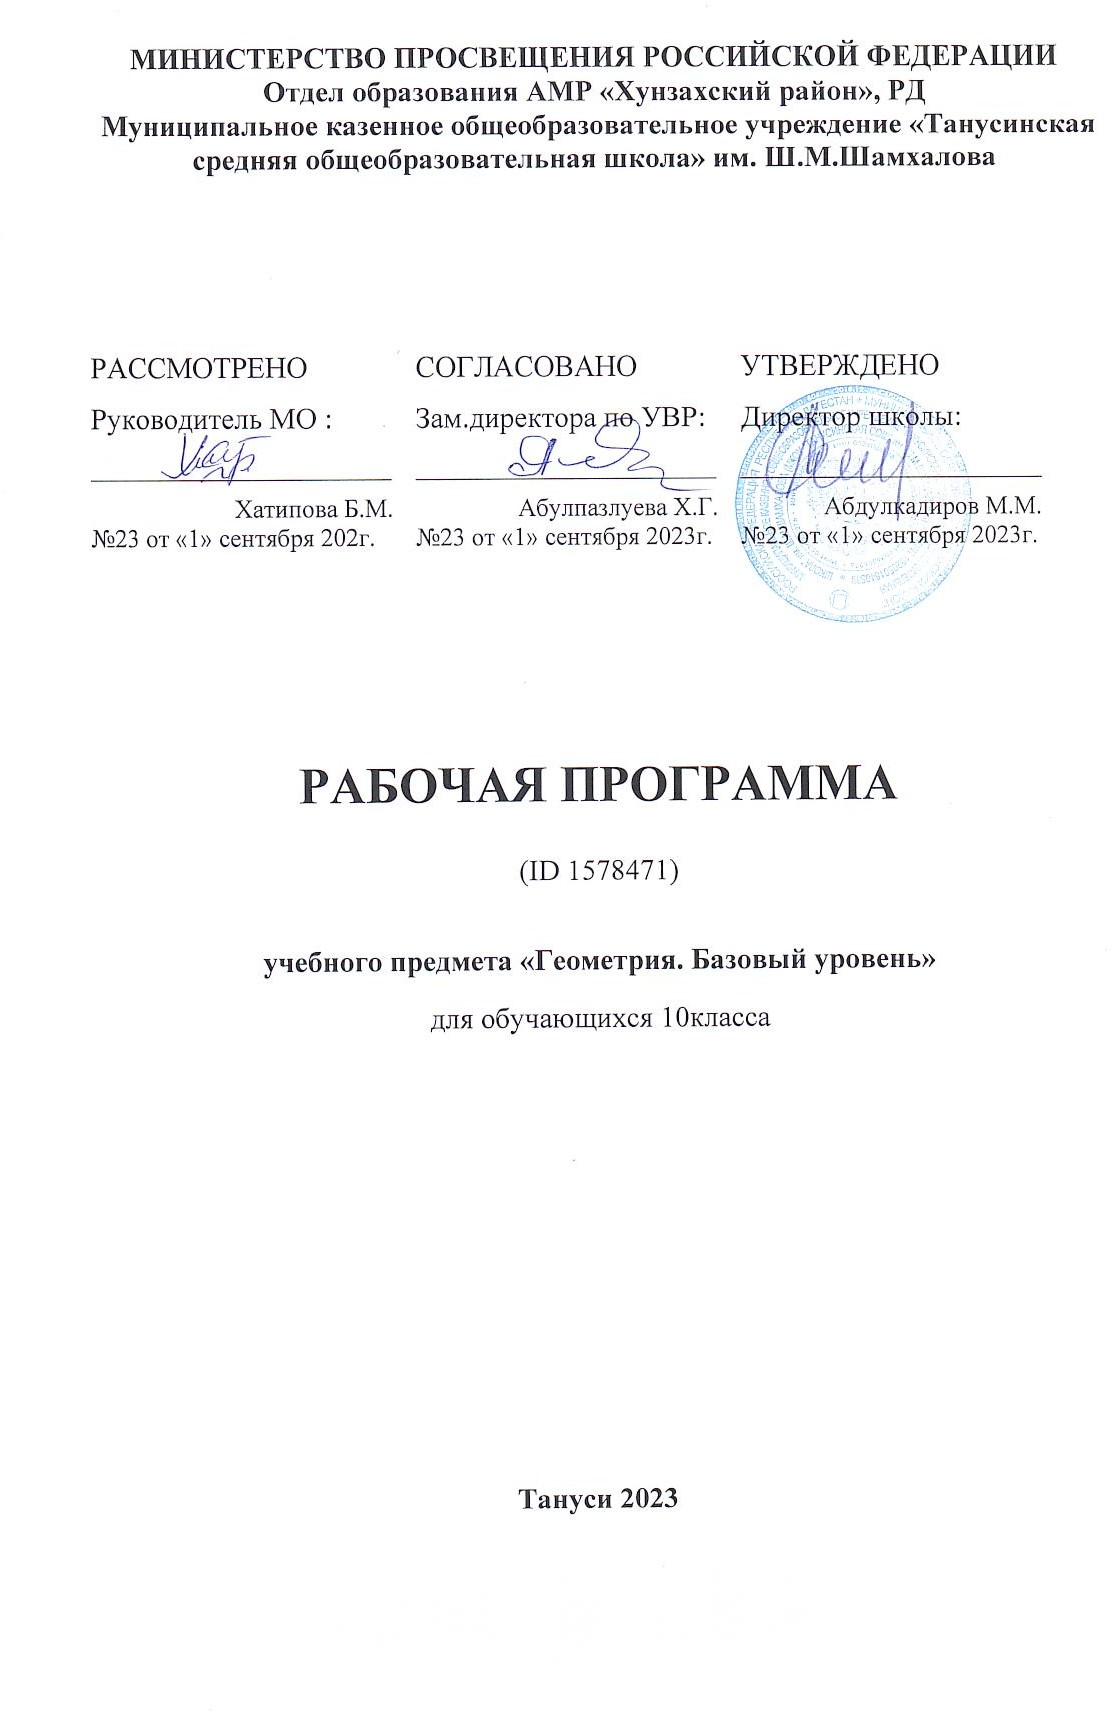 МИНИСТЕРСТВО ПРОСВЕЩЕНИЯ РОССИЙСКОЙ ФЕДЕРАЦИИ
Отдел образования АМР «Хунзахский район», РД
Муниципальное казенное общеобразовательное учреждение «Танусинская
средняя общеобразовательная школа» им. Ш.М.Шамхалова
РАССМОТРЕНО
Руководитель МО :
Хатипова Б.М.
№23 от «1» сентября 202г.
СОГЛАСОВАНО
Зам.директора по УВР:
Абулпазлуева Х.Г.
№23 от «1» сентября 2023г.
УТВЕРЖДЕНО
Директор школы:
Абдулкадиров М.М.
№23 от «1» сентября 2023г.
РАБОЧАЯ ПРОГРАММА
(ID 1578471)
учебного предмета «Геометрия. Базовый уровень»
для обучающихся 10класса
Тануси 2023